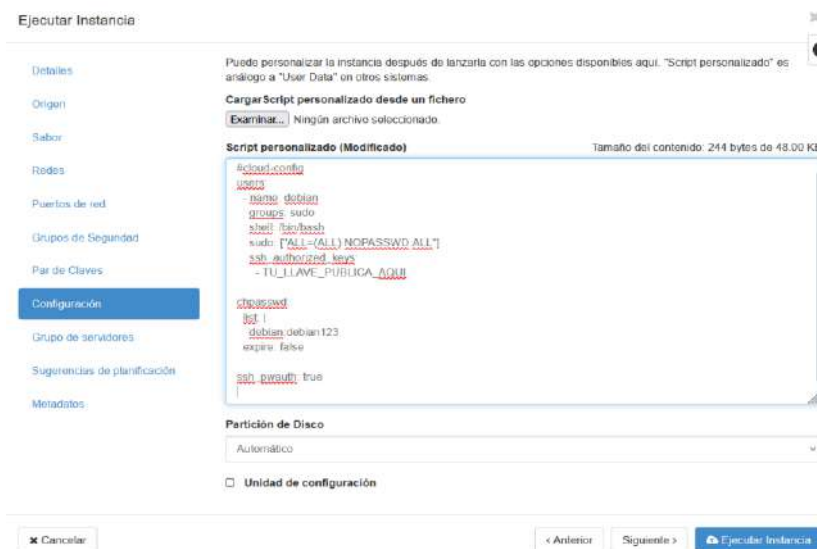 Ejecutar Instancia
Detalles
Origen
Sabor
Redes
Puertos de red
Grupos de Seguridad
Par de Claves
Configuración
Grupo de servidores
Sugerencias de planificación
Metadatos
Puede personalizar la instancia después de lanzarla con las opciones disponibles aquí. "Script personalizado" es
análogo a "User Data" en otros sistemas.
CargarScript personalizado desde un fichero
Examinar... Ningún archivo seleccionado.
Script personalizado (Modificado) Tamaño del contenido: 244 bytes de 48.00 KB
#cloud-config
users:
- name: debian
groups: sudo
shell: /bin/bash
sudo: ["ALL=(ALL) NOPASSWD:ALL"]
ssh_authorized_keys:
- TU_LLAVE_PUBLICA_AQUI
chpasswd:
list: |
debian:debian123
expire: false
ssh_pwauth: true
Partición de Disco
Automático
Unidad de configuración
× Cancelar
‹ Anterior Siguiente › Ejecutar Instancia